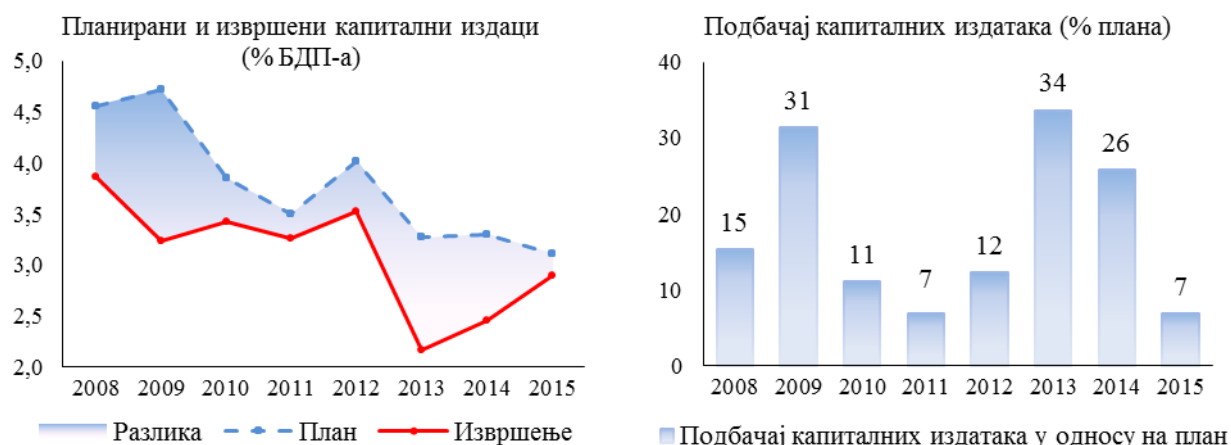 Планирани и извршени капитални издаци
(% БДП-а)
5,0
4,5
4,0
3,5
3,0
2,5
2,0
2008 2009 2010 2011 2012 2013 2014 2015
Разлика План Извршење
Подбачај капиталних издатака (% плана)
40
30
20
10
0
15
31
11
7
12
34
26
7
2008 2009 2010 2011 2012 2013 2014 2015
Подбачај капиталних издатака у односу на план